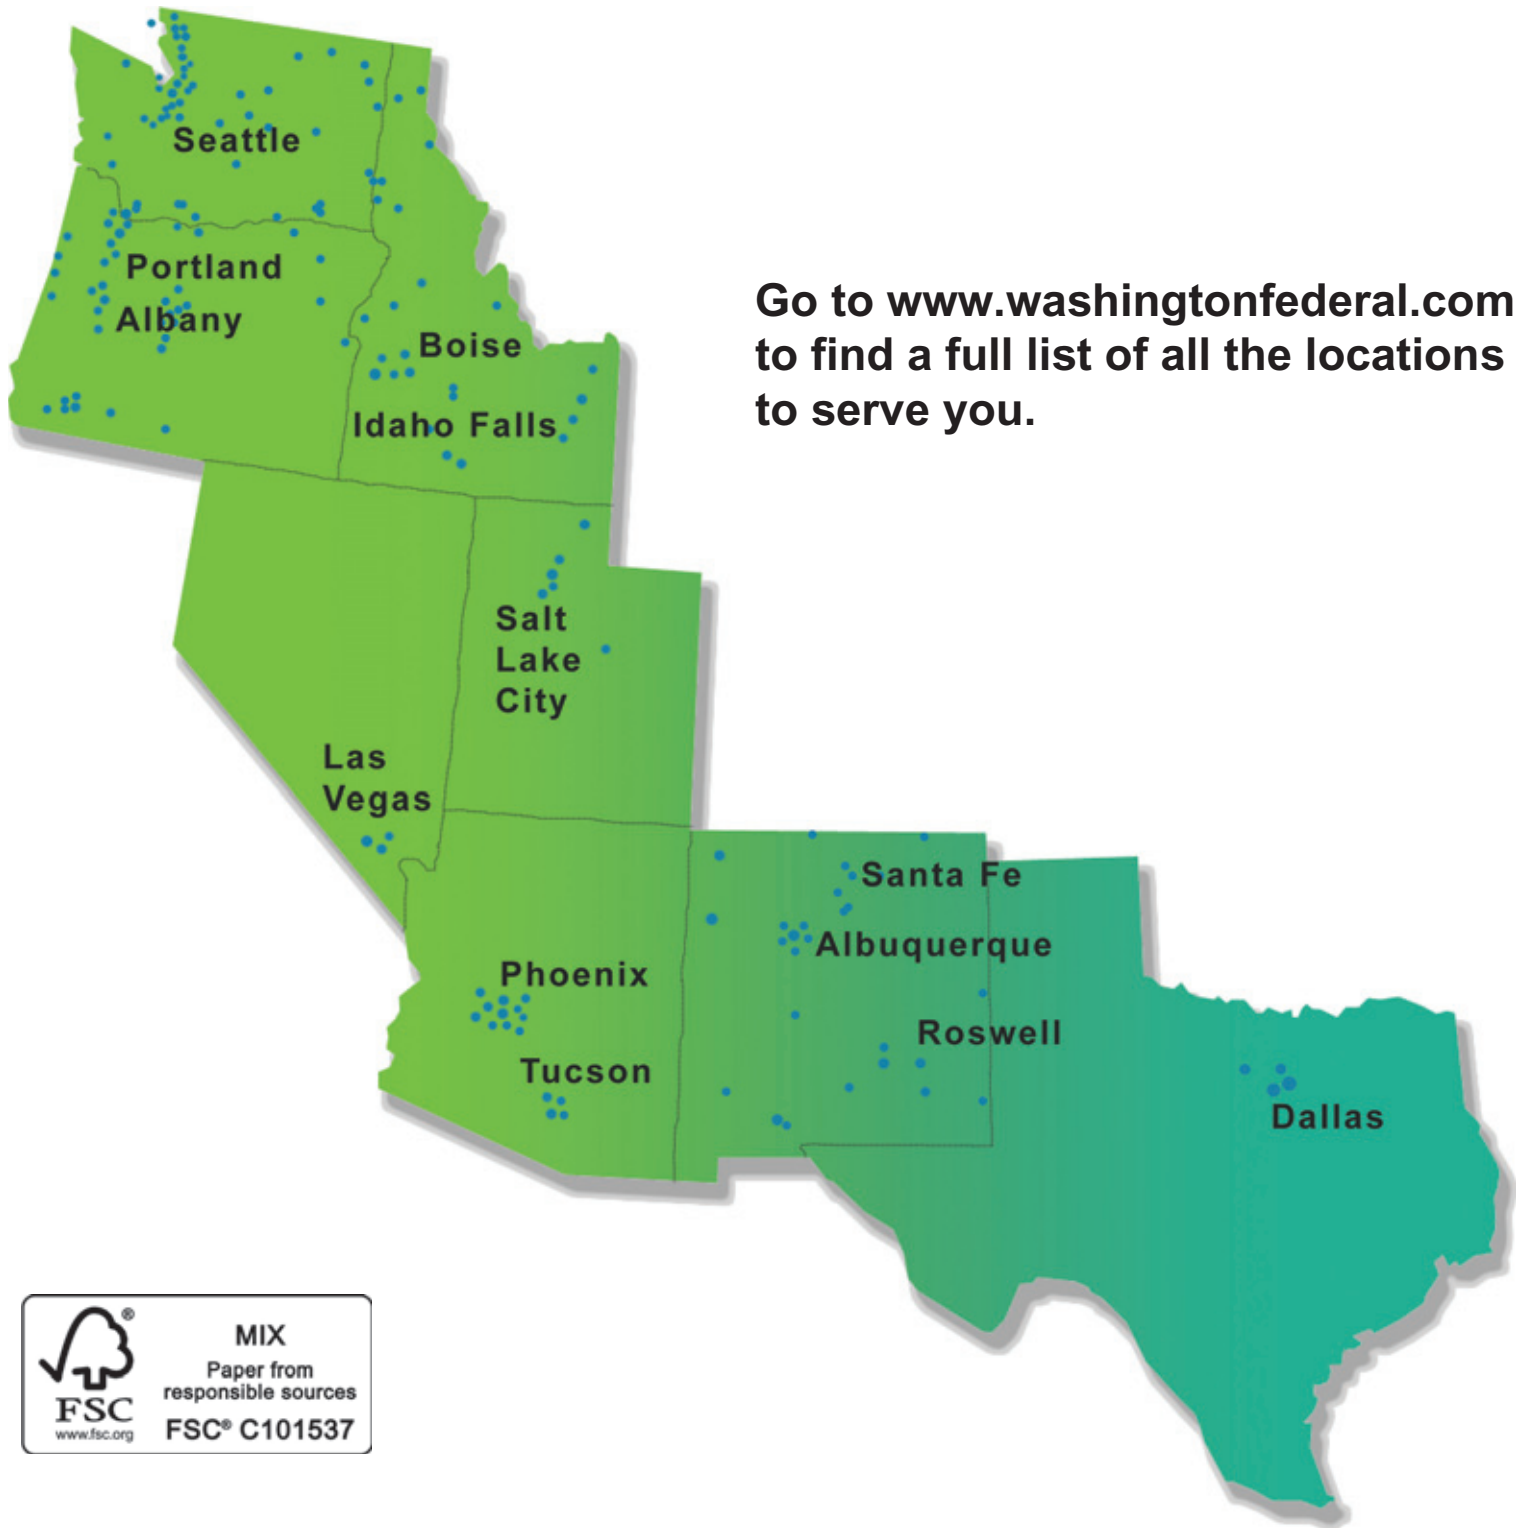 Seattle
Portland
Albany
Boise
Idaho Falls
Go to www.washingtonfederal.com
to find a full list of all the locations
to serve you.
Salt
Lake
City
Las
Vegas
Santa Fe
Albuquerque
Phoenix
Roswell
Tucson
Dallas
®
FSC
www.fsc.org
MIX
Paper from
responsible sources
FSC® C101537